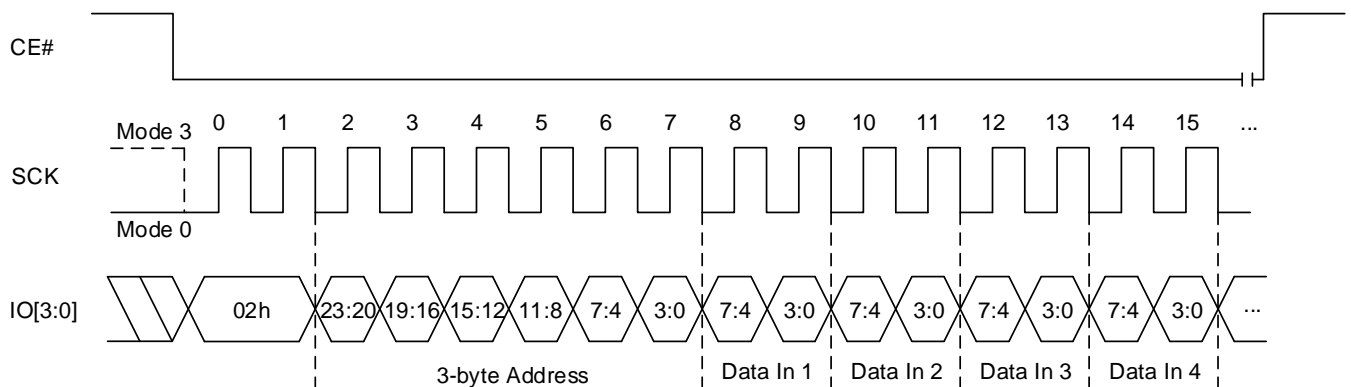 CE#
0 1 2 3 4 5 6 7 8 9 10 11 12 13 14 15 ...
Mode 3
SCK
Mode 0
IO[3:0] 02h 23:20 19:16 15:12 11:8 7:4 3:0 7:4 3:0 7:4 3:0 7:4 3:0 7:4 3:0 ...
3-byte Address Data In 1 Data In 2 Data In 3 Data In 4